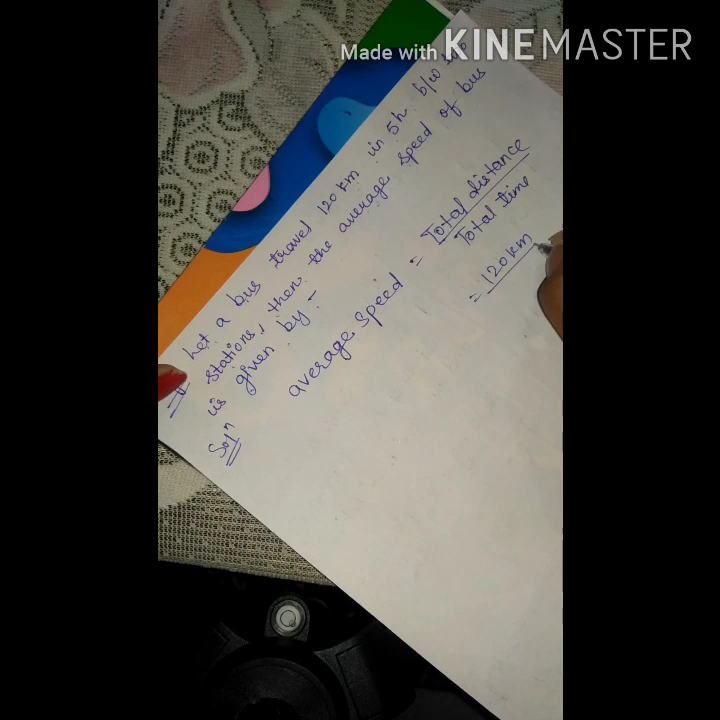 Made with KINEMASTER
Let a bus travel 120 km in 5h b/w
stations, then the average speed of bus
is given by :-
Solⁿ
average speed = Total distance
Total time
= 120 km